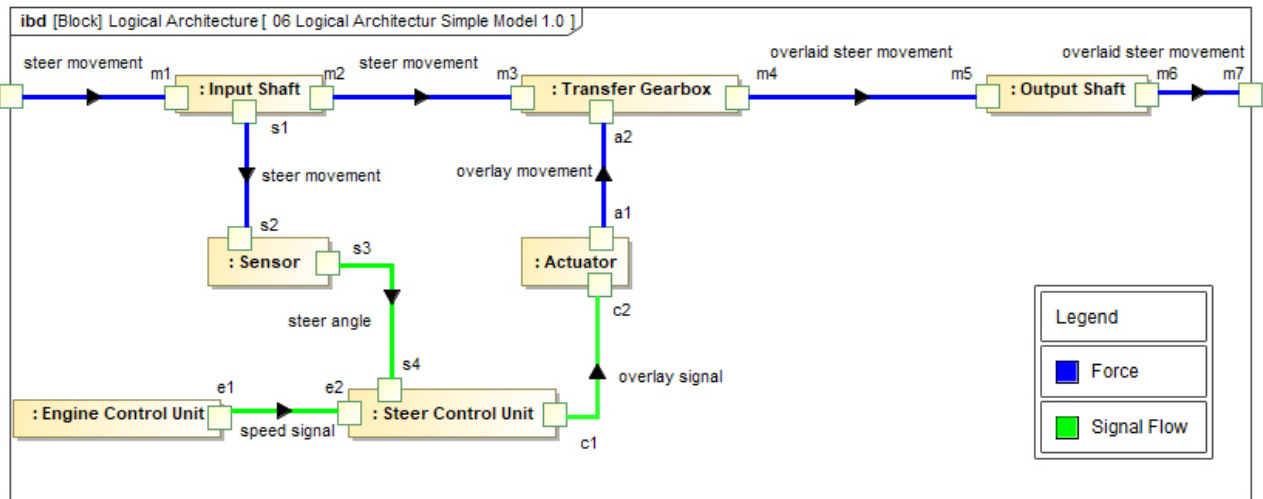 ibd [Block] Logical Architecture [ 06 Logical Architectur Simple Model 1.0 ]
steer movement
m1
: Input Shaft
m2
steer movement
m3
: Transfer Gearbox
m4
overlaid steer movement
m5
: Output Shaft
overlaid steer movement
m6
m7
s1
steer movement
s2
a2
overlay movement
a1
: Sensor
s3
: Actuator
c2
steer angle
s4
overlay signal
: Engine Control Unit
e1
speed signal
e2
: Steer Control Unit
c1
Legend
Force
Signal Flow